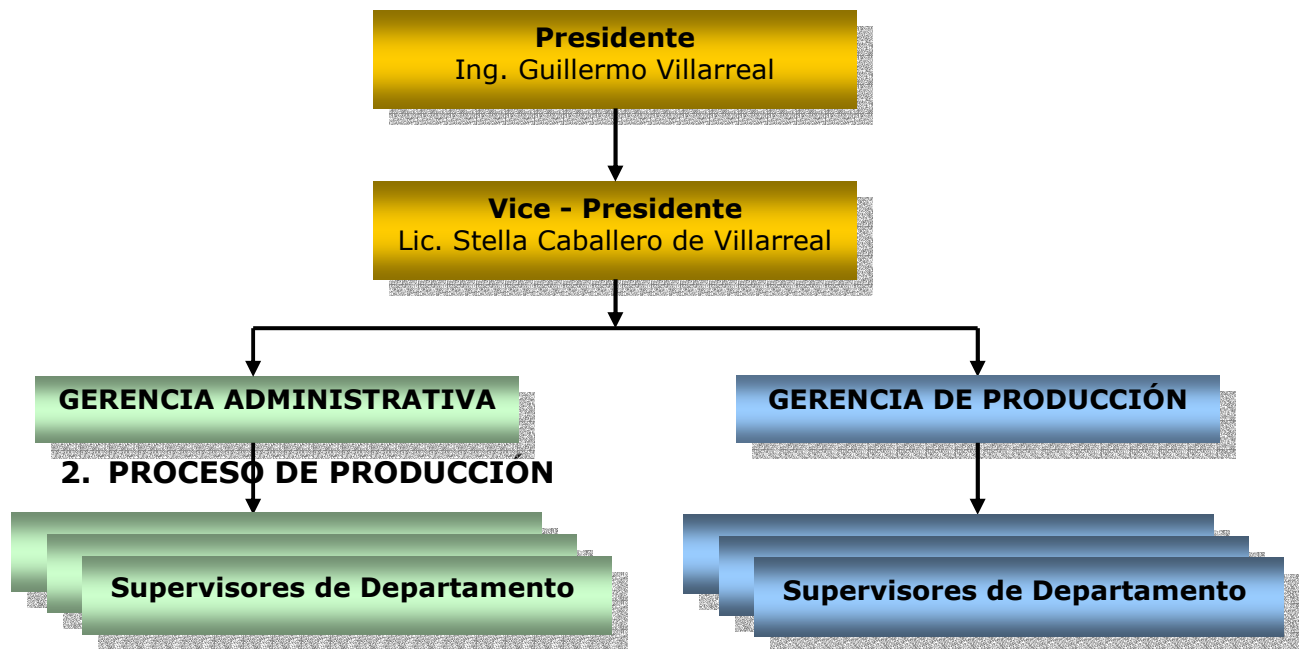 Presidente
Ing. Guillermo Villarreal
Vice - Presidente
Lic. Stella Caballero de Villarreal
GERENCIA ADMINISTRATIVA
GERENCIA DE PRODUCCIÓN
2. PROCESO DE PRODUCCIÓN
Supervisores de Departamento
Supervisores de Departamento